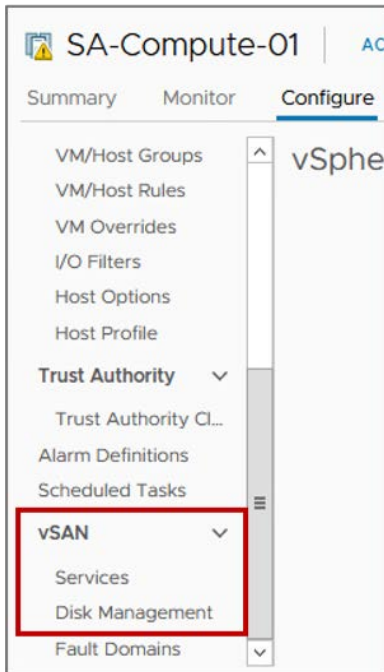 SA-Compute-01 AC
Summary Monitor Configure
VM/Host Groups
vSphe
VM/Host Rules
VM Overrides
I/O Filters
Host Options
Host Profile
Trust Authority
Trust Authority Cl...
Alarm Definitions
Scheduled Tasks
vSAN
Services
Disk Management
Fault Domains